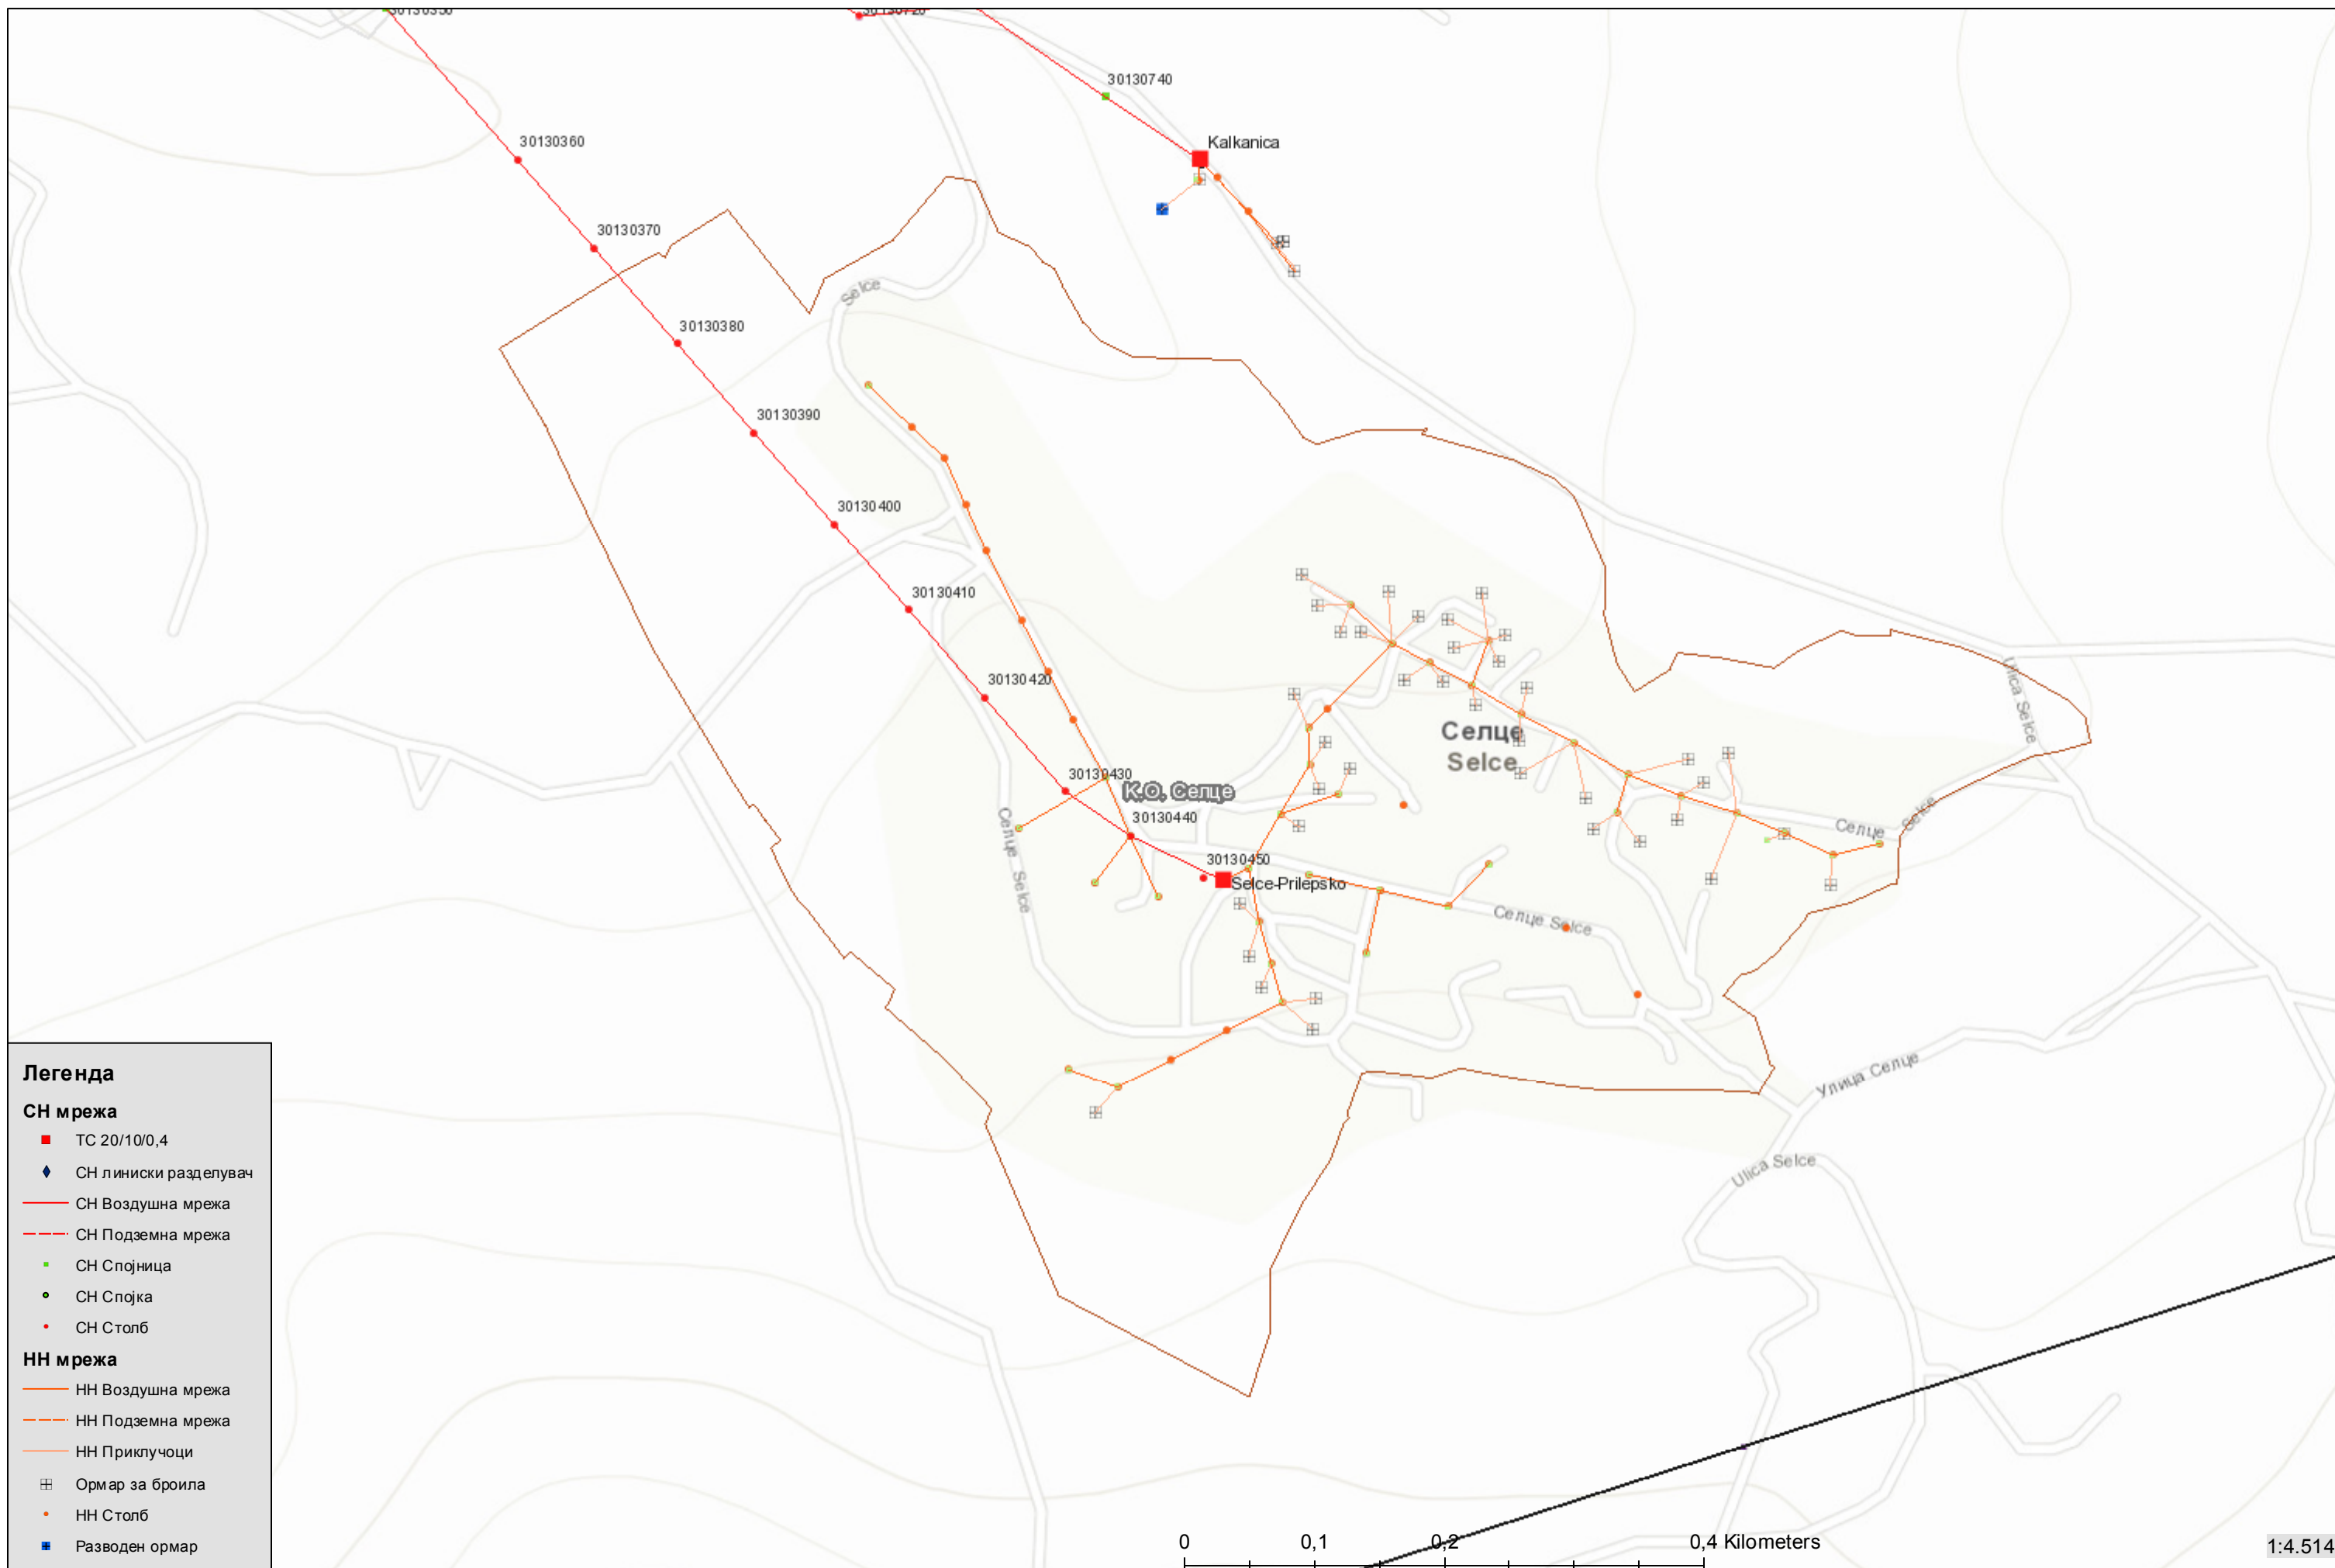 30130350
30130720
30130740
Kalkanica
30130360
30130370
Selce
30130380
30130390
30130400
30130410
30130420
Селце
Selce
Ulica Selce
30130430
К.О. Селце
30130440
Селце Selce
Селце
Selce
30130450
Selce-Prilepsko
Селце Selce
Улица Селце
Ulica Selce
Легенда
СН мрежа
ТС 20/10/0,4
СН линиски разделувач
СН Воздушна мрежа
СН Подземна мрежа
СН Спојница
СН Спојка
СН Столб
НН мрежа
НН Воздушна мрежа
НН Подземна мрежа
НН Приклучоци
Ормар за броила
НН Столб
Разводен ормар
0 0,1 0,2 0,4 Kilometers
1:4.514